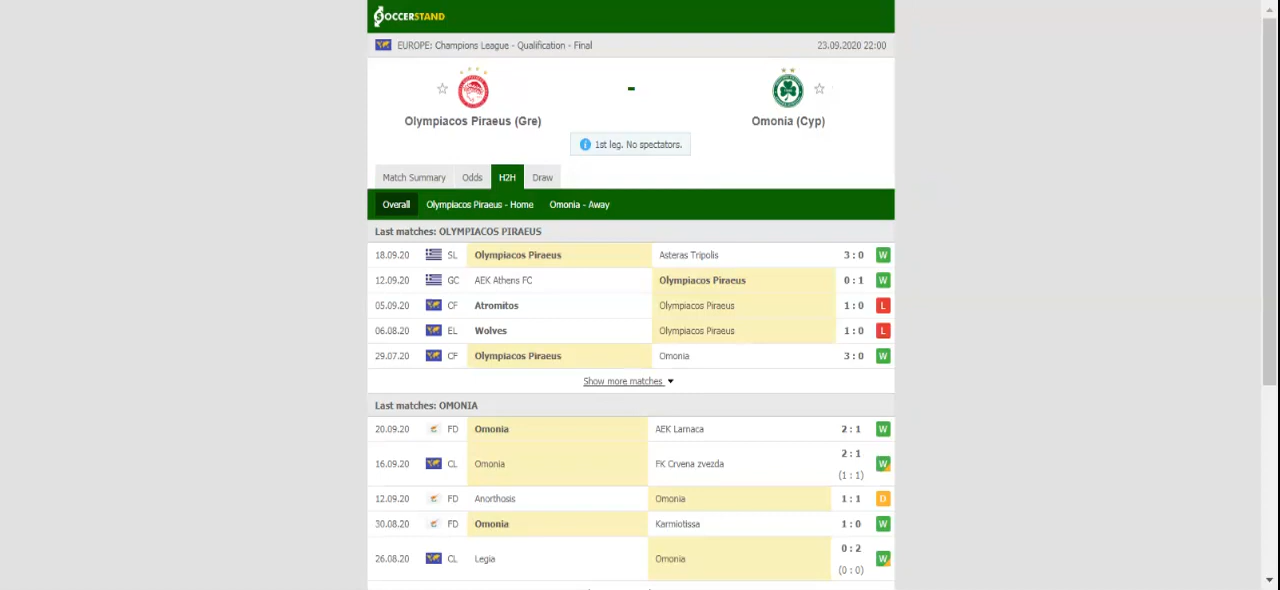 SOCCERSTAND
EUROPE: Champions League - Qualification - Final 23.09.2020 22:00
-
Olympiacos Piraeus (Gre) Omonia (Cyp)
1st leg. No spectators.
Match Summary Odds H2H Draw
Overall Olympiacos Piraeus - Home Omonia - Away
Last matches: OLYMPIACOS PIRAEUS
18.09.20 SL Olympiacos Piraeus Asteras Tripolis 3 : 0 W
12.09.20 GC AEK Athens FC Olympiacos Piraeus 0 : 1 W
05.09.20 CF Atromitos Olympiacos Piraeus 1 : 0 L
06.08.20 EL Wolves Olympiacos Piraeus 1 : 0 L
29.07.20 CF Olympiacos Piraeus Omonia 3 : 0 W
Show more matches
Last matches: OMONIA
20.09.20 FD Omonia AEK Larnaca 2 : 1 W
16.09.20 CL Omonia FK Crvena zvezda 2 : 1 W
(1 : 1)
12.09.20 FD Anorthosis Omonia 1 : 1 D
30.08.20 FD Omonia Karmiotissa 1 : 0 W
26.08.20 CL Legia Omonia 0 : 2 W
(0 : 0)